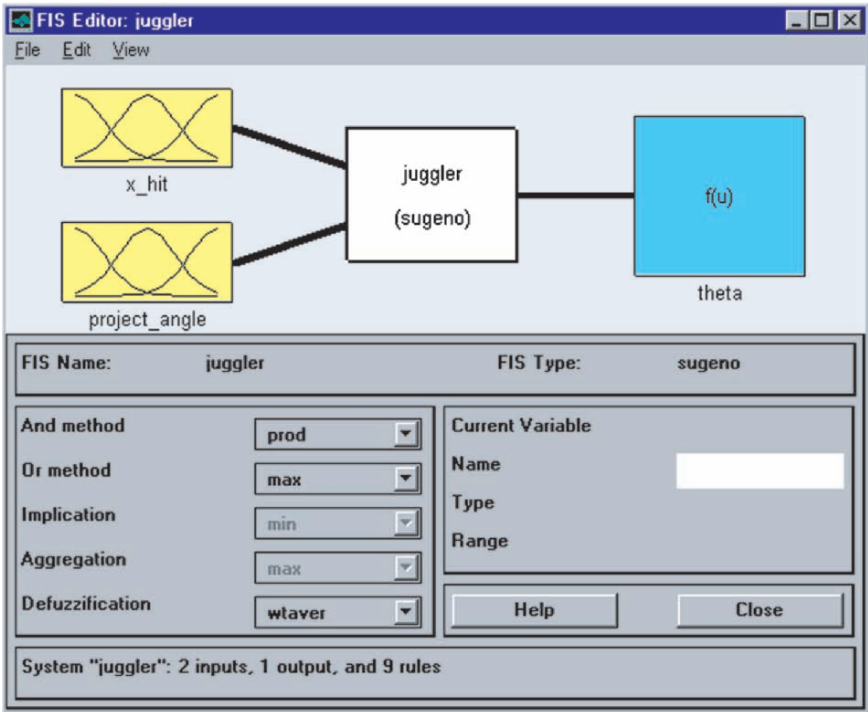 FIS Editor: juggler
File Edit View
x_hit
project_angle
juggler
(sugeno)
f(u)
theta
FIS Name: juggler FIS Type: sugeno
And method prod
Or method max
Implication min
Aggregation max
Defuzzification wtaver
Current Variable
Name
Type
Range
Help Close
System "juggler": 2 inputs, 1 output, and 9 rules